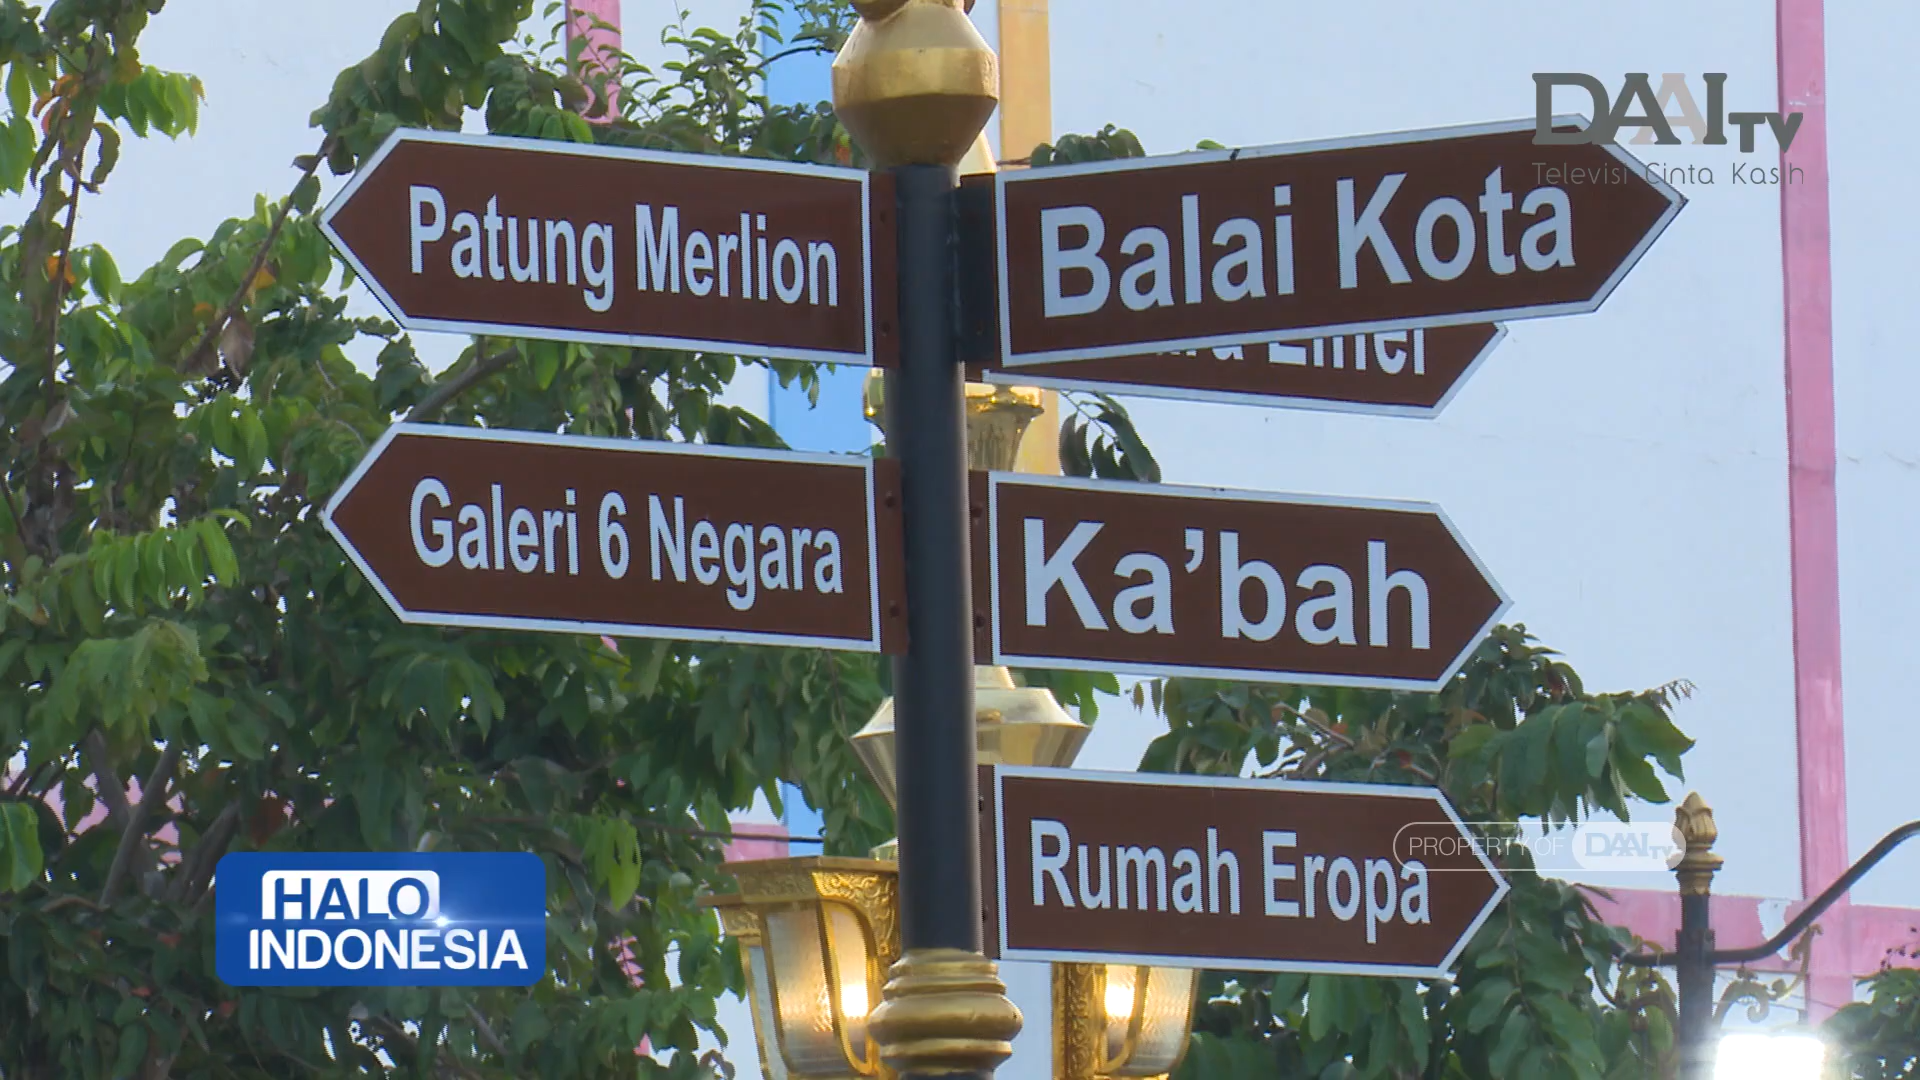 DAAI TV
Televisi Cinta Kasih
Patung Merlion
Balai Kota
Galeri 6 Negara
Ka'bah
Rumah Eropa
PROPERTY OF DAAI TV
HALO
INDONESIA